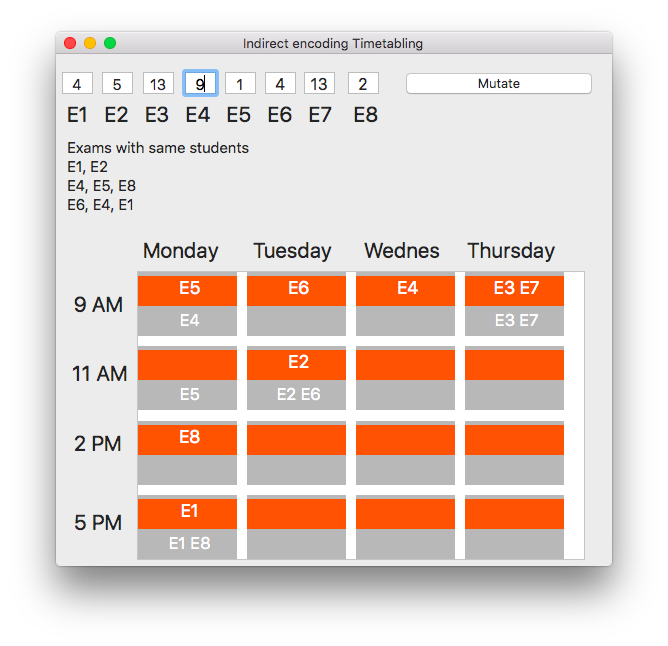 Indirect encoding Timetabling
4 5 13 9 1 4 13 2 Mutate
E1 E2 E3 E4 E5 E6 E7 E8
Exams with same students
E1, E2
E4, E5, E8
E6, E4, E1
Monday Tuesday Wednes Thursday
9 AM
E5 E6 E4 E3 E7
E4 E3 E7
11 AM
E2
E5 E2 E6
2 PM
E8
5 PM
E1
E1 E8